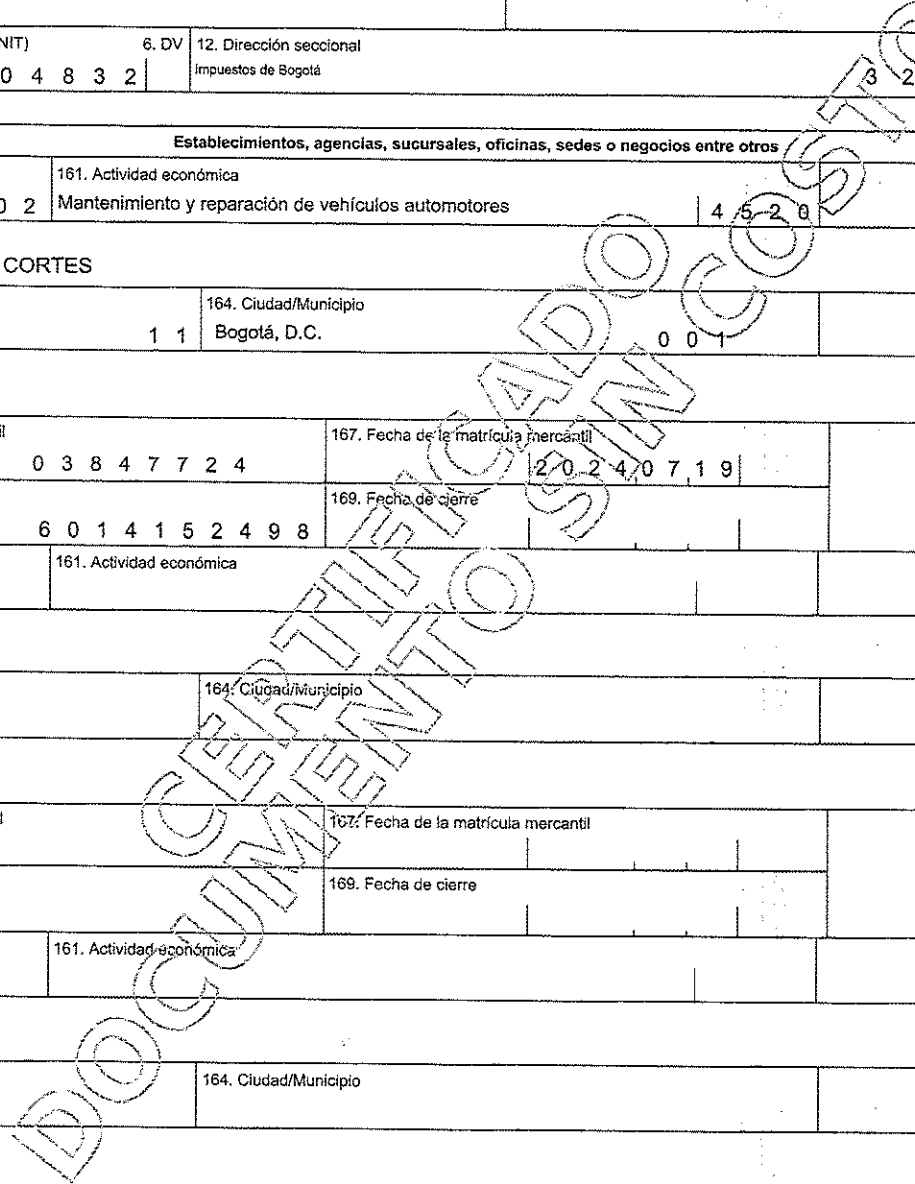 NIT) 6. DV 12. Dirección seccional
0 4 8 3 2 Impuestos de Bogotá 3 2
Establecimientos, agencias, sucursales, oficinas, sedes o negocios entre otros
161. Actividad económica
0 2 Mantenimiento y reparación de vehículos automotores 4 5 2 0
CORTES
164. Ciudad/Municipio
1 1 Bogotá, D.C. 0 0 1
167. Fecha de la matrícula mercantil
0 3 8 4 7 7 2 4 2 0 2 4 0 7 1 9
169. Fecha de cierre
6 0 1 4 1 5 2 4 9 8
161. Actividad económica
164. Ciudad/Municipio
167. Fecha de la matrícula mercantil
169. Fecha de cierre
161. Actividad económica
164. Ciudad/Municipio
CERTIFICADO
DOCUMENTO SIN COSTO